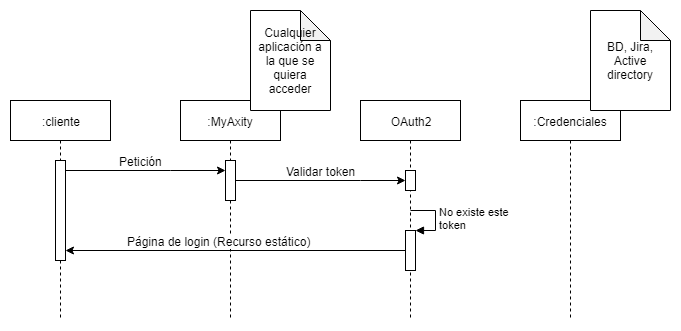 Cualquier
aplicación a
la que se
quiera
acceder
BD, Jira,
Active
directory
:cliente
:MyAxity
OAuth2
:Credenciales
Petición
Validar token
No existe este
token
Página de login (Recurso estático)